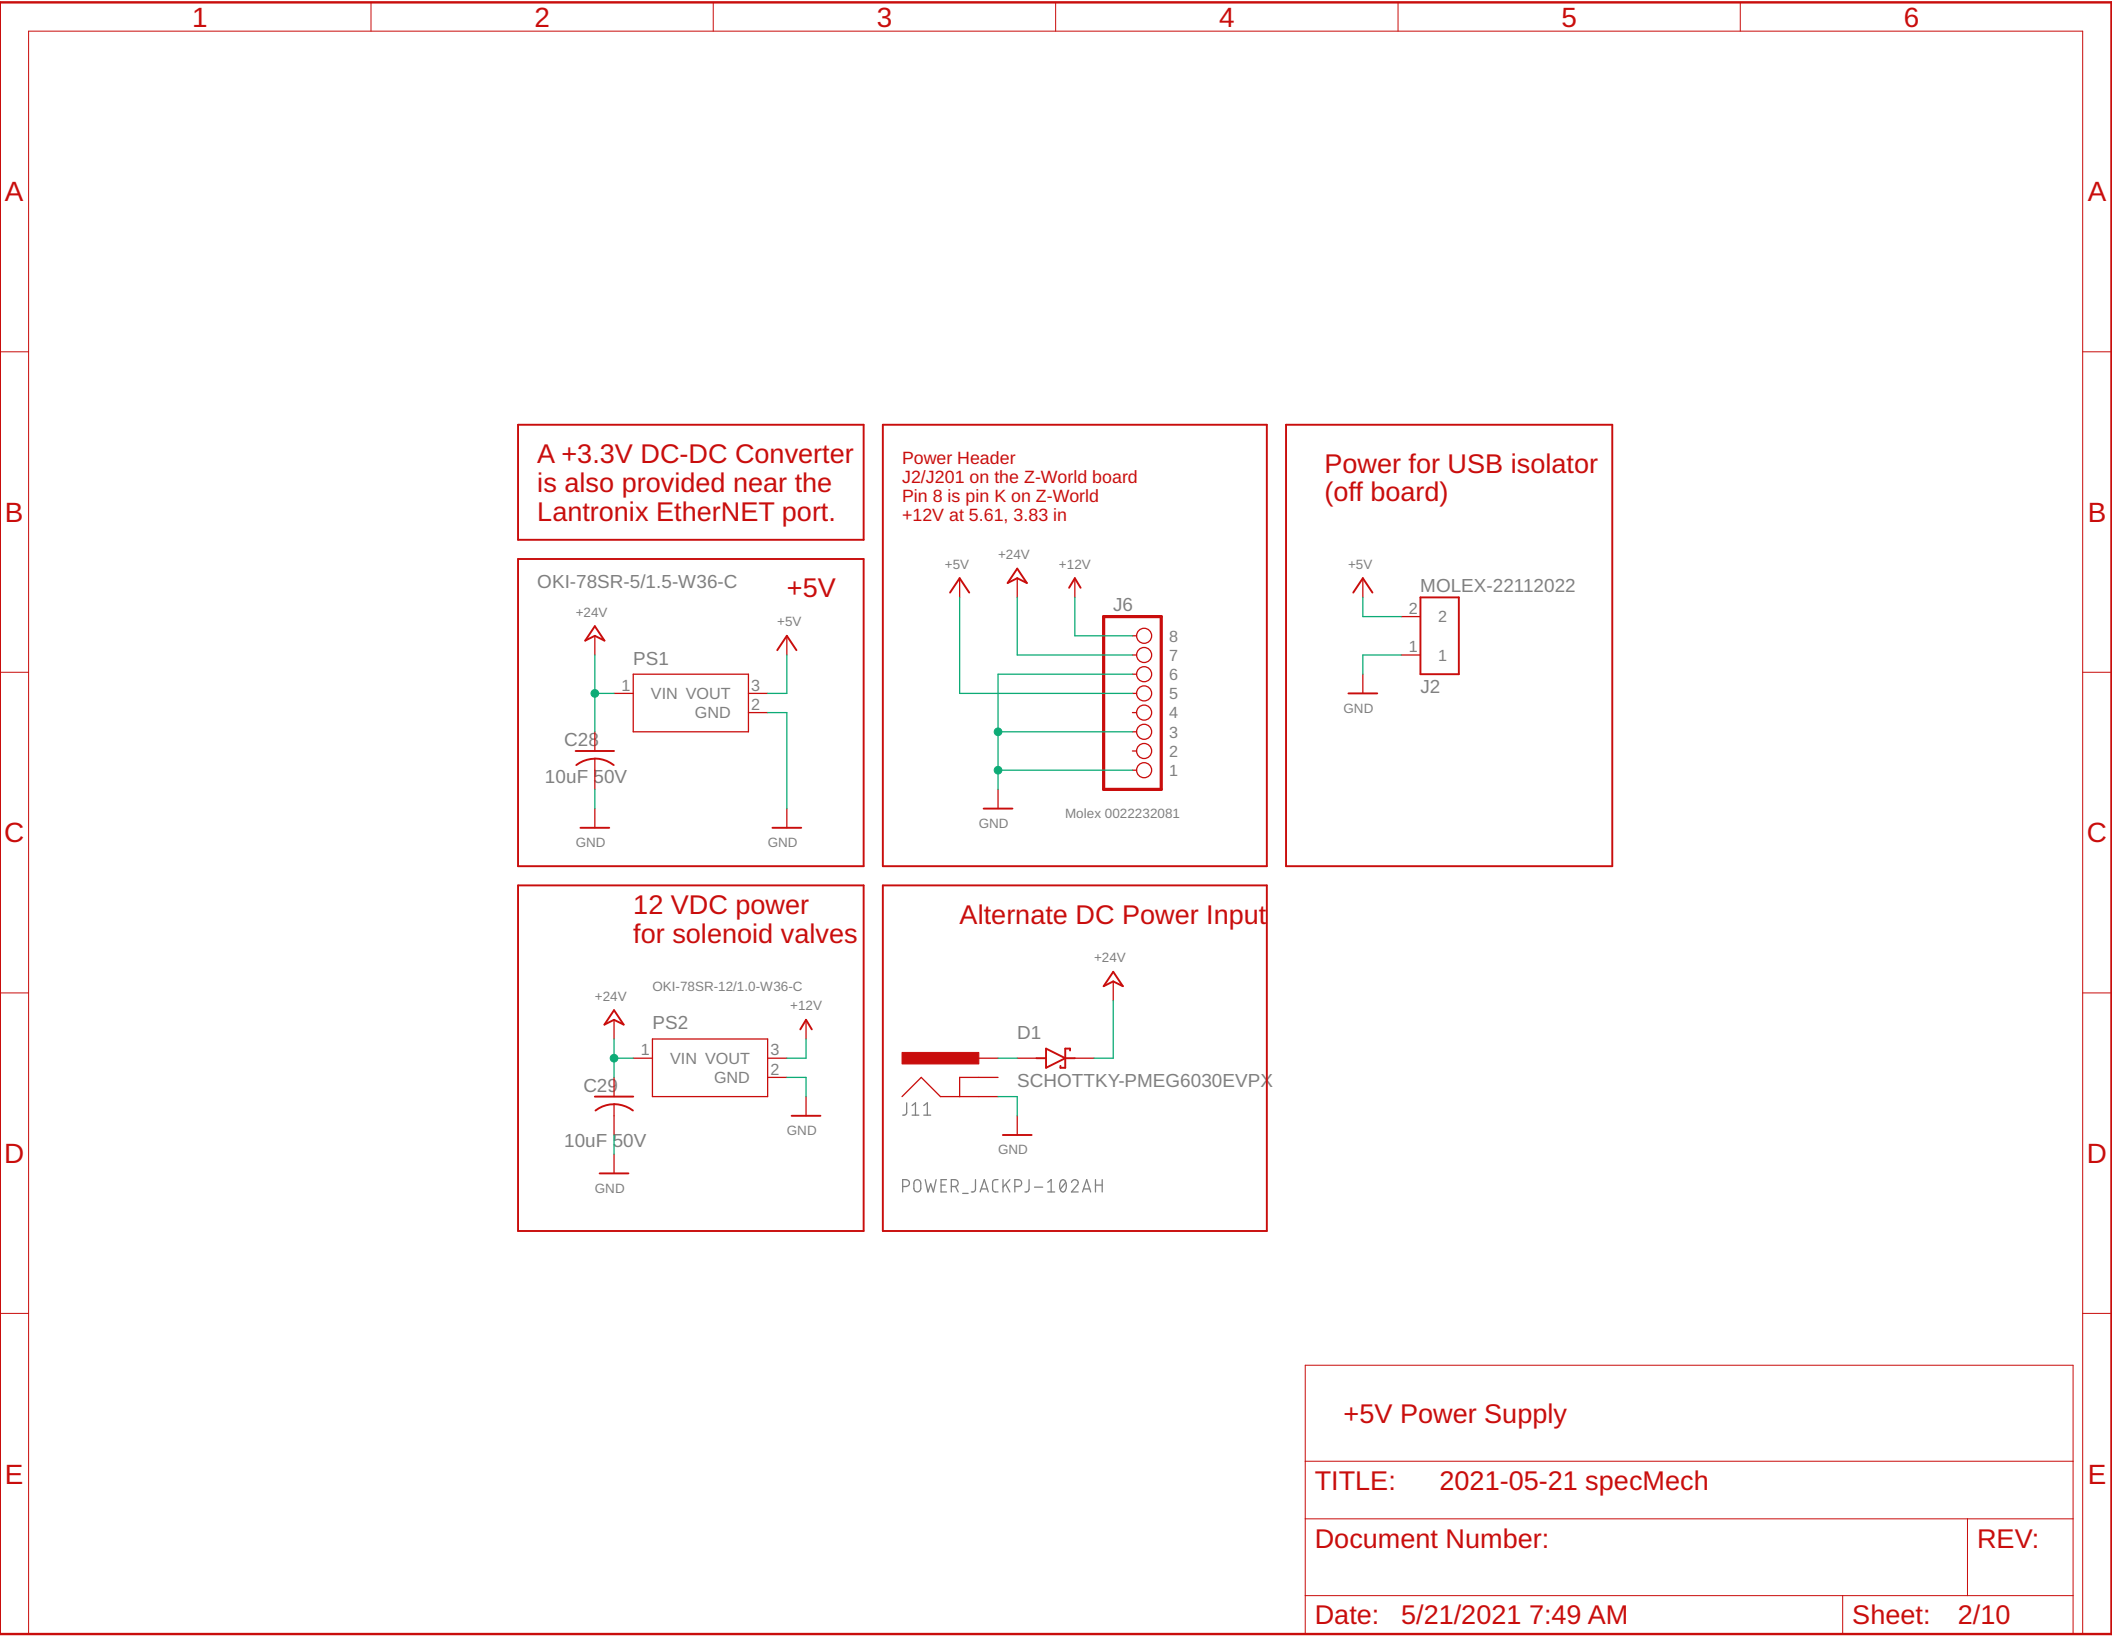 1 2 3 4 5 6
A A
B B
C C
D D
E E
A +3.3V DC-DC Converter
is also provided near the
Lantronix EtherNET port.
OKI-78SR-5/1.5-W36-C
+5V
+24V
+5V
PS1
1
VIN VOUT
3
GND
2
C28
10uF 50V
GND
GND
Power Header
J2/J201 on the Z-World board
Pin 8 is pin K on Z-World
+12V at 5.61, 3.83 in
+5V
+24V
+12V
J6
8
7
6
5
4
3
2
1
GND
Molex 0022232081
Power for USB isolator
(off board)
+5V
MOLEX-22112022
2 2
1 1
J2
GND
12 VDC power
for solenoid valves
OKI-78SR-12/1.0-W36-C
+24V
+12V
PS2
1
VIN VOUT
3
GND
2
C29
10uF 50V
GND
GND
Alternate DC Power Input
+24V
D1
SCHOTTKY-PMEG6030EVPX
J11
GND
POWER_JACKPJ-102AH
+5V Power Supply
TITLE: 2021-05-21 specMech
Document Number:
REV:
Date: 5/21/2021 7:49 AM
Sheet: 2/10